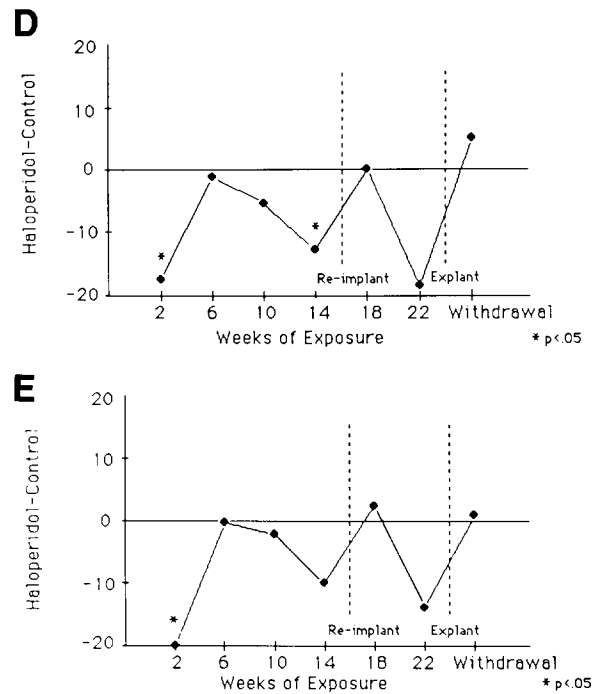 D
20
10
0
-10
-20
Haloperidol-Control
*
*
Re-implant
Explant
2 6 10 14 18 22 Withdrawal
Weeks of Exposure
* p<.05
E
20
10
0
-10
-20
Haloperidol-Control
*
Re-implant
Explant
2 6 10 14 18 22 Withdrawal
Weeks of Exposure
* p<.05